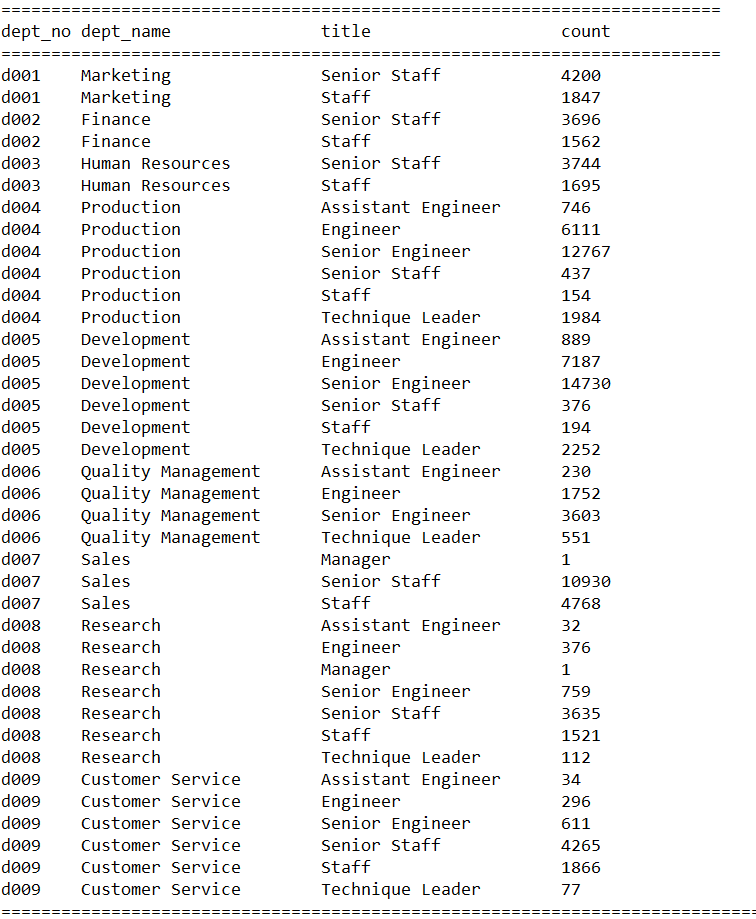 ========================================================================
dept_no dept_name               title                   count
========================================================================
d001    Marketing               Senior Staff            4200
d001    Marketing               Staff                   1847
d002    Finance                 Senior Staff            3696
d002    Finance                 Staff                   1562
d003    Human Resources         Senior Staff            3744
d003    Human Resources         Staff                   1695
d004    Production              Assistant Engineer      746
d004    Production              Engineer                6111
d004    Production              Senior Engineer         12767
d004    Production              Senior Staff            437
d004    Production              Staff                   154
d004    Production              Technique Leader        1984
d005    Development             Assistant Engineer      889
d005    Development             Engineer                7187
d005    Development             Senior Engineer         14730
d005    Development             Senior Staff            376
d005    Development             Staff                   194
d005    Development             Technique Leader        2252
d006    Quality Management      Assistant Engineer      230
d006    Quality Management      Engineer                1752
d006    Quality Management      Senior Engineer         3603
d006    Quality Management      Technique Leader        551
d007    Sales                   Manager                 1
d007    Sales                   Senior Staff            10930
d007    Sales                   Staff                   4768
d008    Research                Assistant Engineer      32
d008    Research                Engineer                376
d008    Research                Manager                 1
d008    Research                Senior Engineer         759
d008    Research                Senior Staff            3635
d008    Research                Staff                   1521
d008    Research                Technique Leader        112
d009    Customer Service        Assistant Engineer      34
d009    Customer Service        Engineer                296
d009    Customer Service        Senior Engineer         611
d009    Customer Service        Senior Staff            4265
d009    Customer Service        Staff                   1866
d009    Customer Service        Technique Leader        77
============================================================================